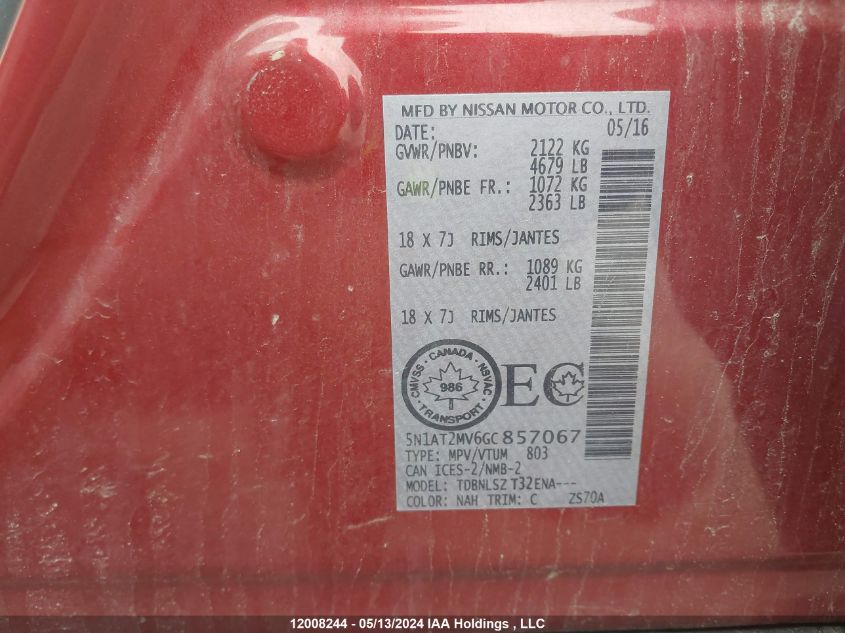 MFD BY NISSAN MOTOR CO., LTD.
DATE: 05/16
GVWR/PNBV: 2122 KG
4679 LB
GAWR/PNBE FR.: 1072 KG
2363 LB
18 X 7J RIMS/JANTES
GAWR/PNBE RR.: 1089 KG
2401 LB
18 X 7J RIMS/JANTES
CANADA
CMVSS NSVAC
986
TRANSPORT
EC
5N1AT2MV6GC857067
TYPE: MPV/VTUM 803
CAN ICES-2/NMB-2
MODEL: TDBNLSZ T32ENA---
COLOR: NAH TRIM: C ZS70A
12008244 - 05/13/2024 IAA Holdings , LLC